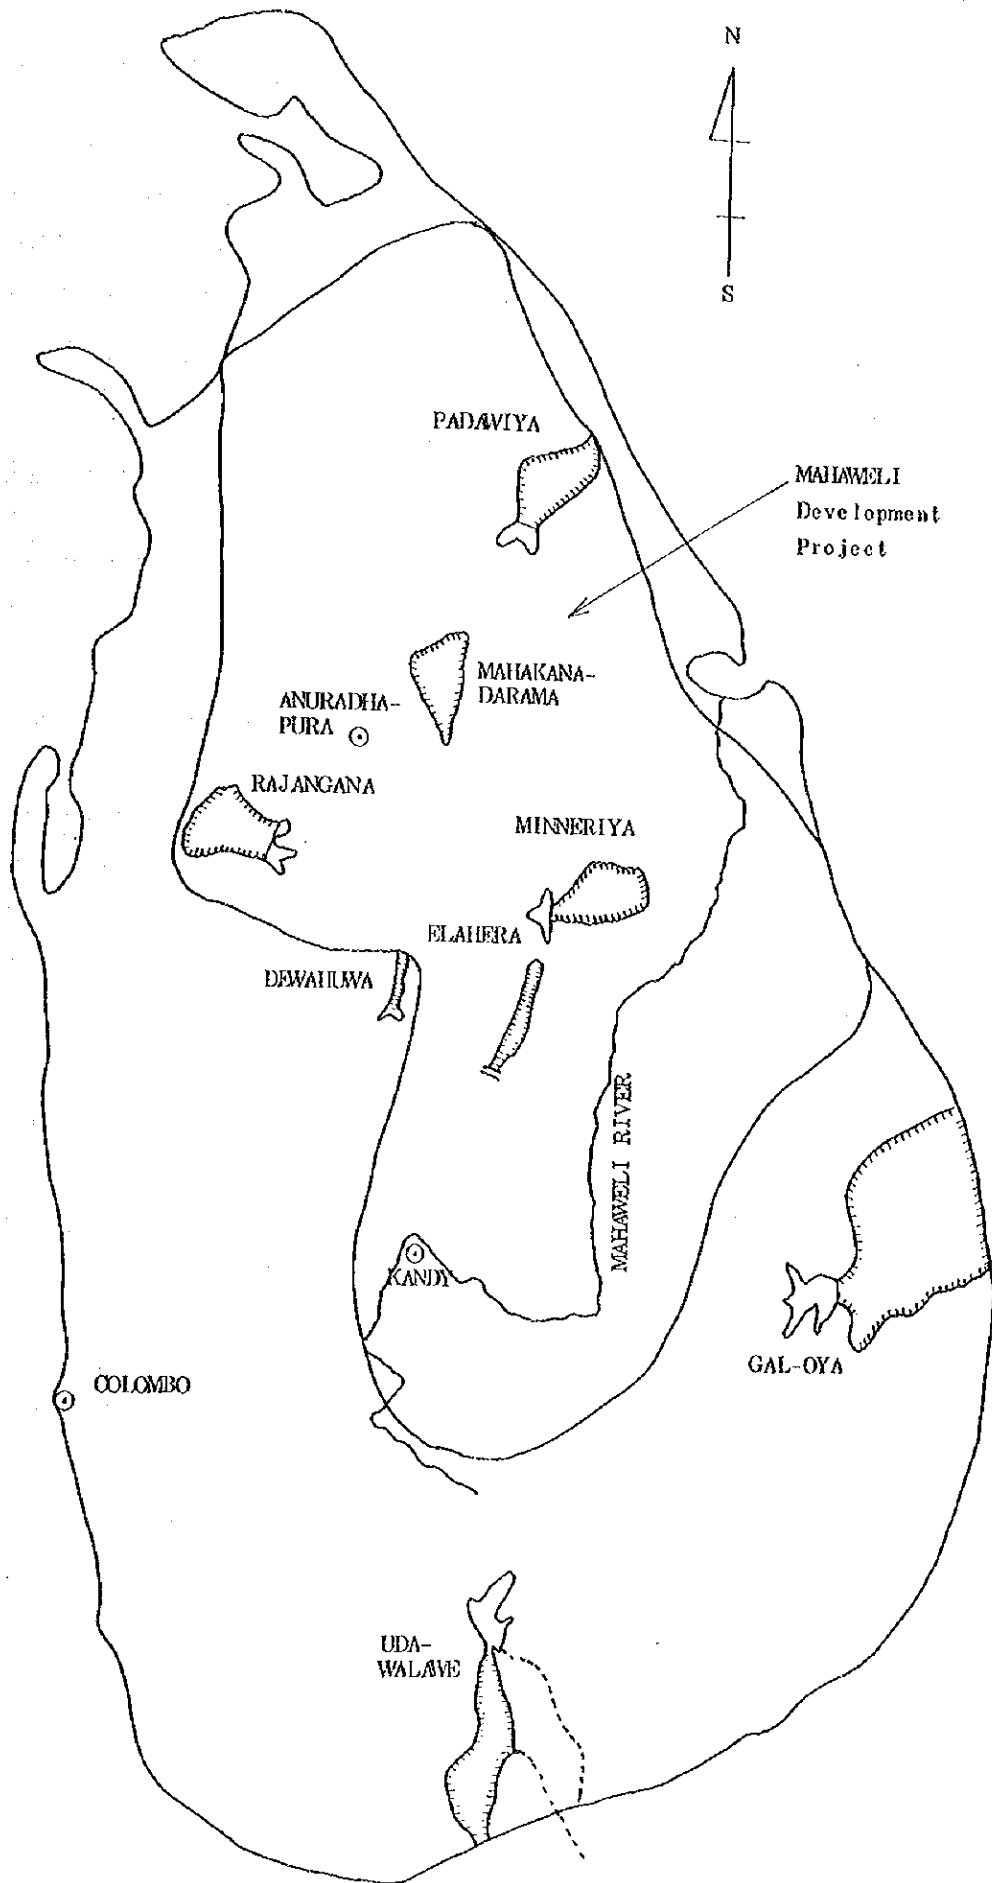 N
S
PADAWIYA
MAHAWELI
Development
Project
MAHAKANA-
DARAMA
ANURADHA-
PURA
RAJANGANA
MINNERIYA
ELAHERA
DEWAHUWA
MAHAWELI RIVER
KANDY
GAL-OYA
COLOMBO
UDA-
WALAWE